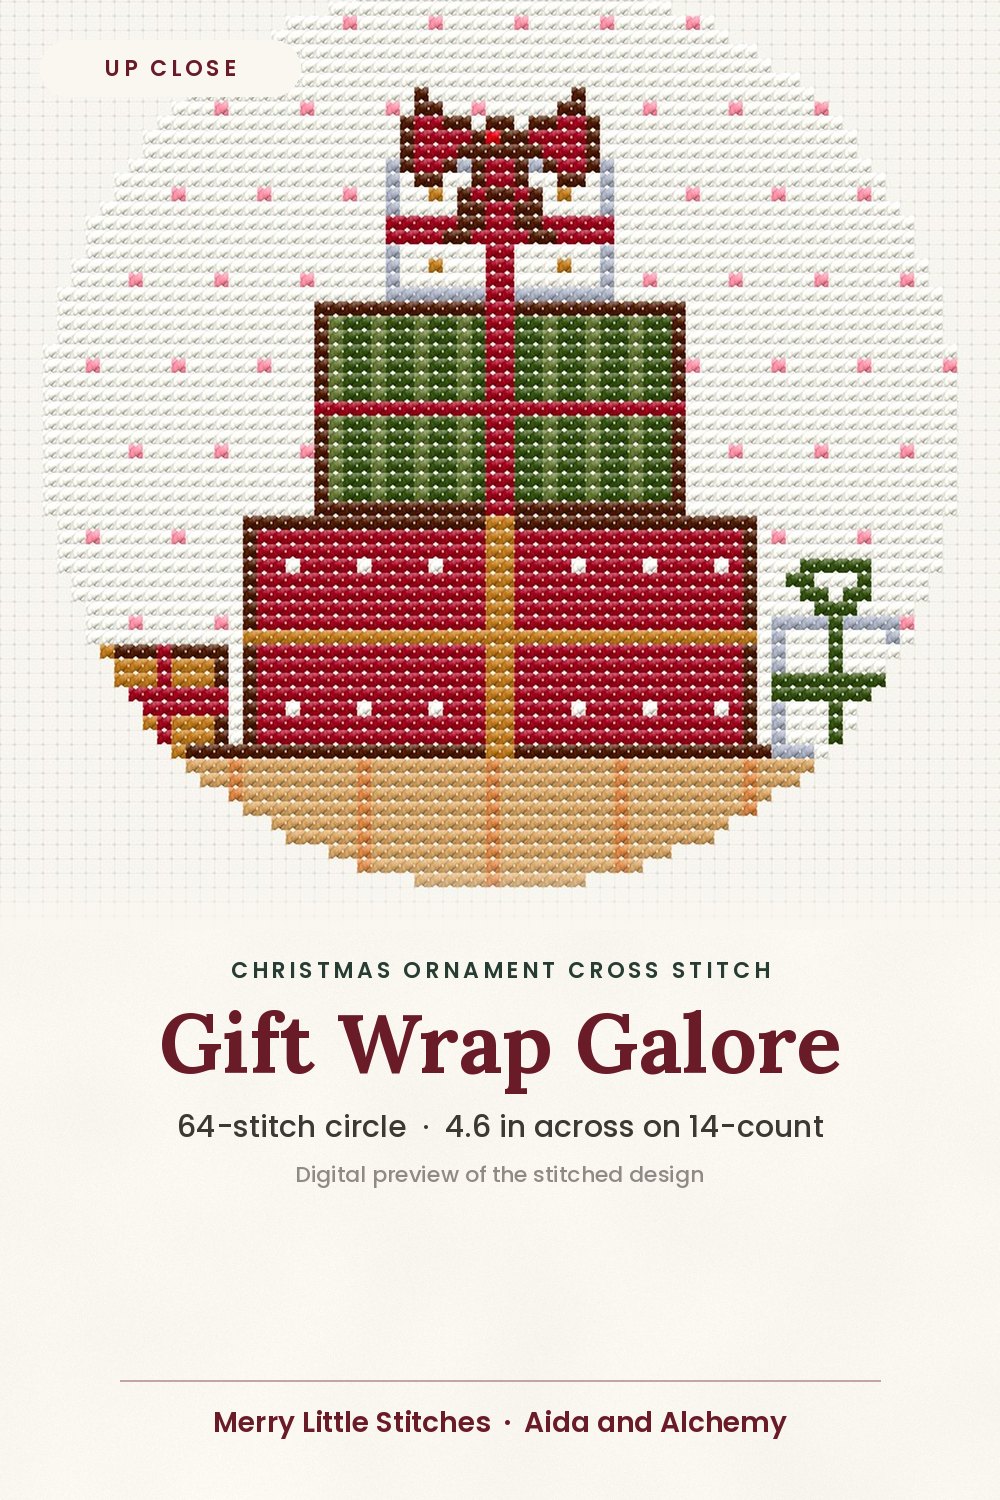 UP CLOSE
CHRISTMAS ORNAMENT CROSS STITCH
Gift Wrap Galore
64-stitch circle · 4.6 in across on 14-count
Digital preview of the stitched design
Merry Little Stitches · Aida and Alchemy